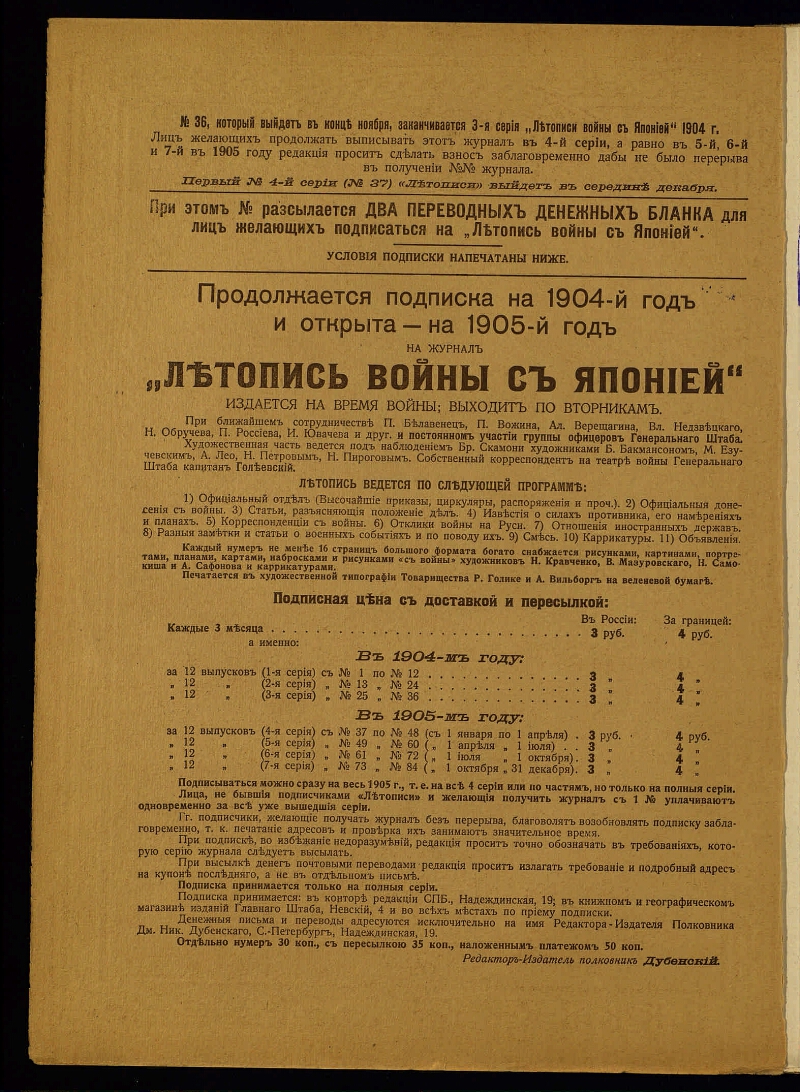 № 36, который выйдетъ въ концѣ ноября, заканчивается 3-я серія „Лѣтописи войны съ Японіей“ 1904 г.
Лицъ желающихъ продолжать выписывать этотъ журналъ въ 4-й серіи, а равно въ 5-й, 6-й
и 7-й въ 1905 году редакція проситъ сдѣлать взносъ заблаговременно дабы не было перерыва
въ полученіи №№ журнала.
Первый № 4-й серіи (№ 37) «Лѣтописи» выйдетъ въ серединѣ декабря.
При этомъ № разсылается ДВА ПЕРЕВОДНЫХЪ ДЕНЕЖНЫХЪ БЛАНКА для
лицъ желающихъ подписаться на „Лѣтопись войны съ Японіей“.
УСЛОВІЯ ПОДПИСКИ НАПЕЧАТАНЫ НИЖЕ.
Продолжается подписка на 1904-й годъ
и открыта — на 1905-й годъ
НА ЖУРНАЛЪ
„ЛѢТОПИСЬ ВОЙНЫ СЪ ЯПОНІЕЙ“
ИЗДАЕТСЯ НА ВРЕМЯ ВОЙНЫ; ВЫХОДИТЪ ПО ВТОРНИКАМЪ.
При ближайшемъ сотрудничествѣ П. Бѣлавенецъ, П. Вожина, Ал. Верещагина, Вл. Недзвѣцкаго,
Н. Обручева, П. Россіева, И. Ювачева и друг. и постоянномъ участіи группы офицеровъ Генеральнаго Штаба.
Художественная часть ведется подъ наблюденіемъ Бр. Скамони художниками Б. Бакмансономъ, М. Езу-
чевскимъ, А. Лео, Н. Петровымъ, Н. Пироговымъ. Собственный корреспондентъ на театрѣ войны Генеральнаго
Штаба капитанъ Голѣевскій.
ЛѢТОПИСЬ ВЕДЕТСЯ ПО СЛѢДУЮЩЕЙ ПРОГРАММѢ:
1) Официіальный отдѣлъ (Высочайшіе приказы, циркуляры, распоряженія и проч.). 2) Офиціальныя доне-
сенія съ войны. 3) Статьи, разъясняющія положеніе дѣлъ. 4) Извѣстія о силахъ противника, его намѣреніяхъ
и планахъ. 5) Корреспонденціи съ войны. 6) Отклики войны на Руси. 7) Отношенія иностранныхъ державъ.
8) Разныя замѣтки и статьи о военныхъ событіяхъ и по поводу ихъ. 9) Смѣсь. 10) Каррикатуры. 11) Объявленія.
Каждый нумеръ не менѣе 16 страницъ большого формата богато снабжается рисунками, картинами, портре-
тами, планами, картами, набросками и рисунками «съ войны» художниковъ Н. Кравченко, В. Мазуровскаго, Н. Само-
киша и А. Сафонова и каррикатурами.
Печатается въ художественной типографіи Товарищества Р. Голике и А. Вильборгъ на веленевой бумагѣ.
Подписная цѣна съ доставкой и пересылкой:
Въ Россіи: За границей:
Каждые 3 мѣсяца . . . . . . . . . . 3 руб. 4 руб.
а именно:
Въ 1904-мъ году:
за 12 выпусковъ (1-я серія) съ № 1 по № 12 . . . . . . . . . . 3 „ 4 „
„ 12 „ (2-я серія) „ № 13 „ № 24 . . . . . . . . . . 3 „ 4 „
„ 12 „ (3-я серія) „ № 25 „ № 36 . . . . . . . . . . 3 „ 4 „
Въ 1905-мъ году:
за 12 выпусковъ (4-я серія) съ № 37 по № 48 (съ 1 января по 1 апрѣля) . 3 руб. 4 руб.
„ 12 „ (5-я серія) „ № 49 „ № 60 ( „ 1 апрѣля „ 1 іюля) . . 3 „ 4 „
„ 12 „ (6-я серія) „ № 61 „ № 72 ( „ 1 іюля „ 1 октября). 3 „ 4 „
„ 12 „ (7-я серія) „ № 73 „ № 84 ( „ 1 октября „ 31 декабря). 3 „ 4 „
Подписываться можно сразу на весь 1905 г., т. е. на всѣ 4 серіи или по частямъ, но только на полныя серіи.
Лица, не бывшія подписчиками «Лѣтописи» и желающія получить журналъ съ 1 № уплачиваютъ
одновременно за всѣ уже вышедшія серіи.
Гг. подписчики, желающіе получать журналъ безъ перерыва, благоволятъ возобновлять подписку забла-
говременно, т. к. печатаніе адресовъ и провѣрка ихъ занимаютъ значительное время.
При подпискѣ, во избѣжаніе недоразумѣній, редакція проситъ точно обозначать въ требованіяхъ, кото-
рую серію журнала слѣдуетъ высылать.
При высылкѣ денегъ почтовыми переводами редакція проситъ излагать требованіе и подробный адресъ
на купонѣ послѣдняго, а не въ отдѣльномъ письмѣ.
Подписка принимается только на полныя серіи.
Подписка принимается: въ конторѣ редакціи СПБ., Надеждинская, 19; въ книжномъ и географическомъ
магазинѣ изданій Главнаго Штаба, Невскій, 4 и во всѣхъ мѣстахъ по пріему подписки.
Денежныя письма и переводы адресуются исключительно на имя Редактора-Издателя Полковника
Дм. Ник. Дубенскаго, С.-Петербургъ, Надеждинская, 19.
Отдѣльно нумеръ 30 коп., съ пересылкою 35 коп., наложеннымъ платежомъ 50 коп.
Редакторъ-Издатель полковникъ Дубенскій.